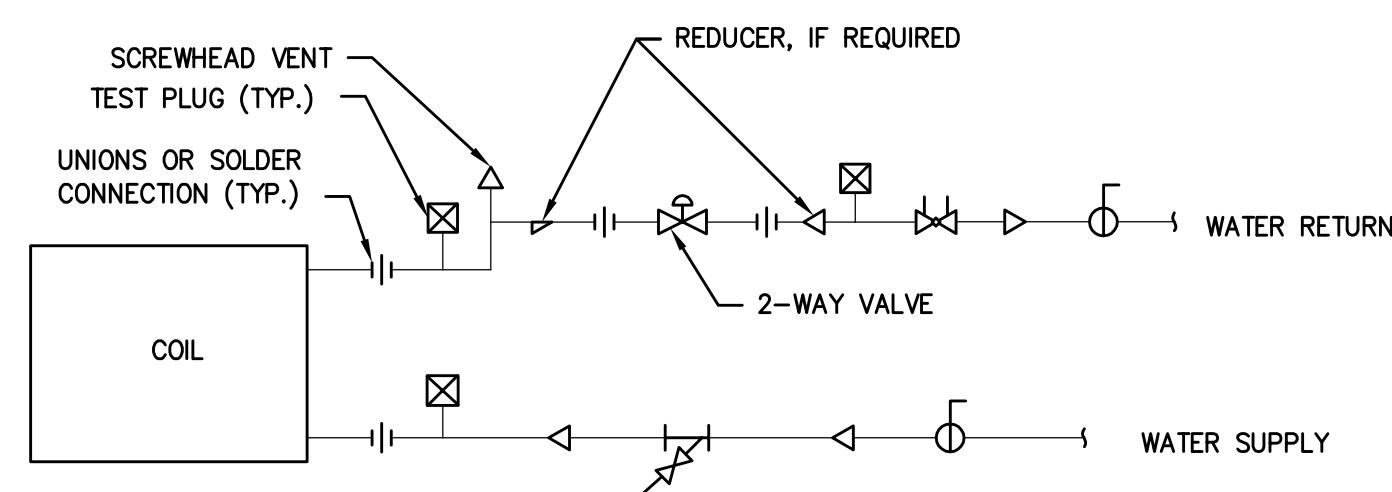 REDUCER, IF REQUIRED
SCREWHEAD VENT
TEST PLUG (TYP.)
UNIONS OR SOLDER
CONNECTION (TYP.)
WATER RETURN
2-WAY VALVE
COIL
WATER SUPPLY